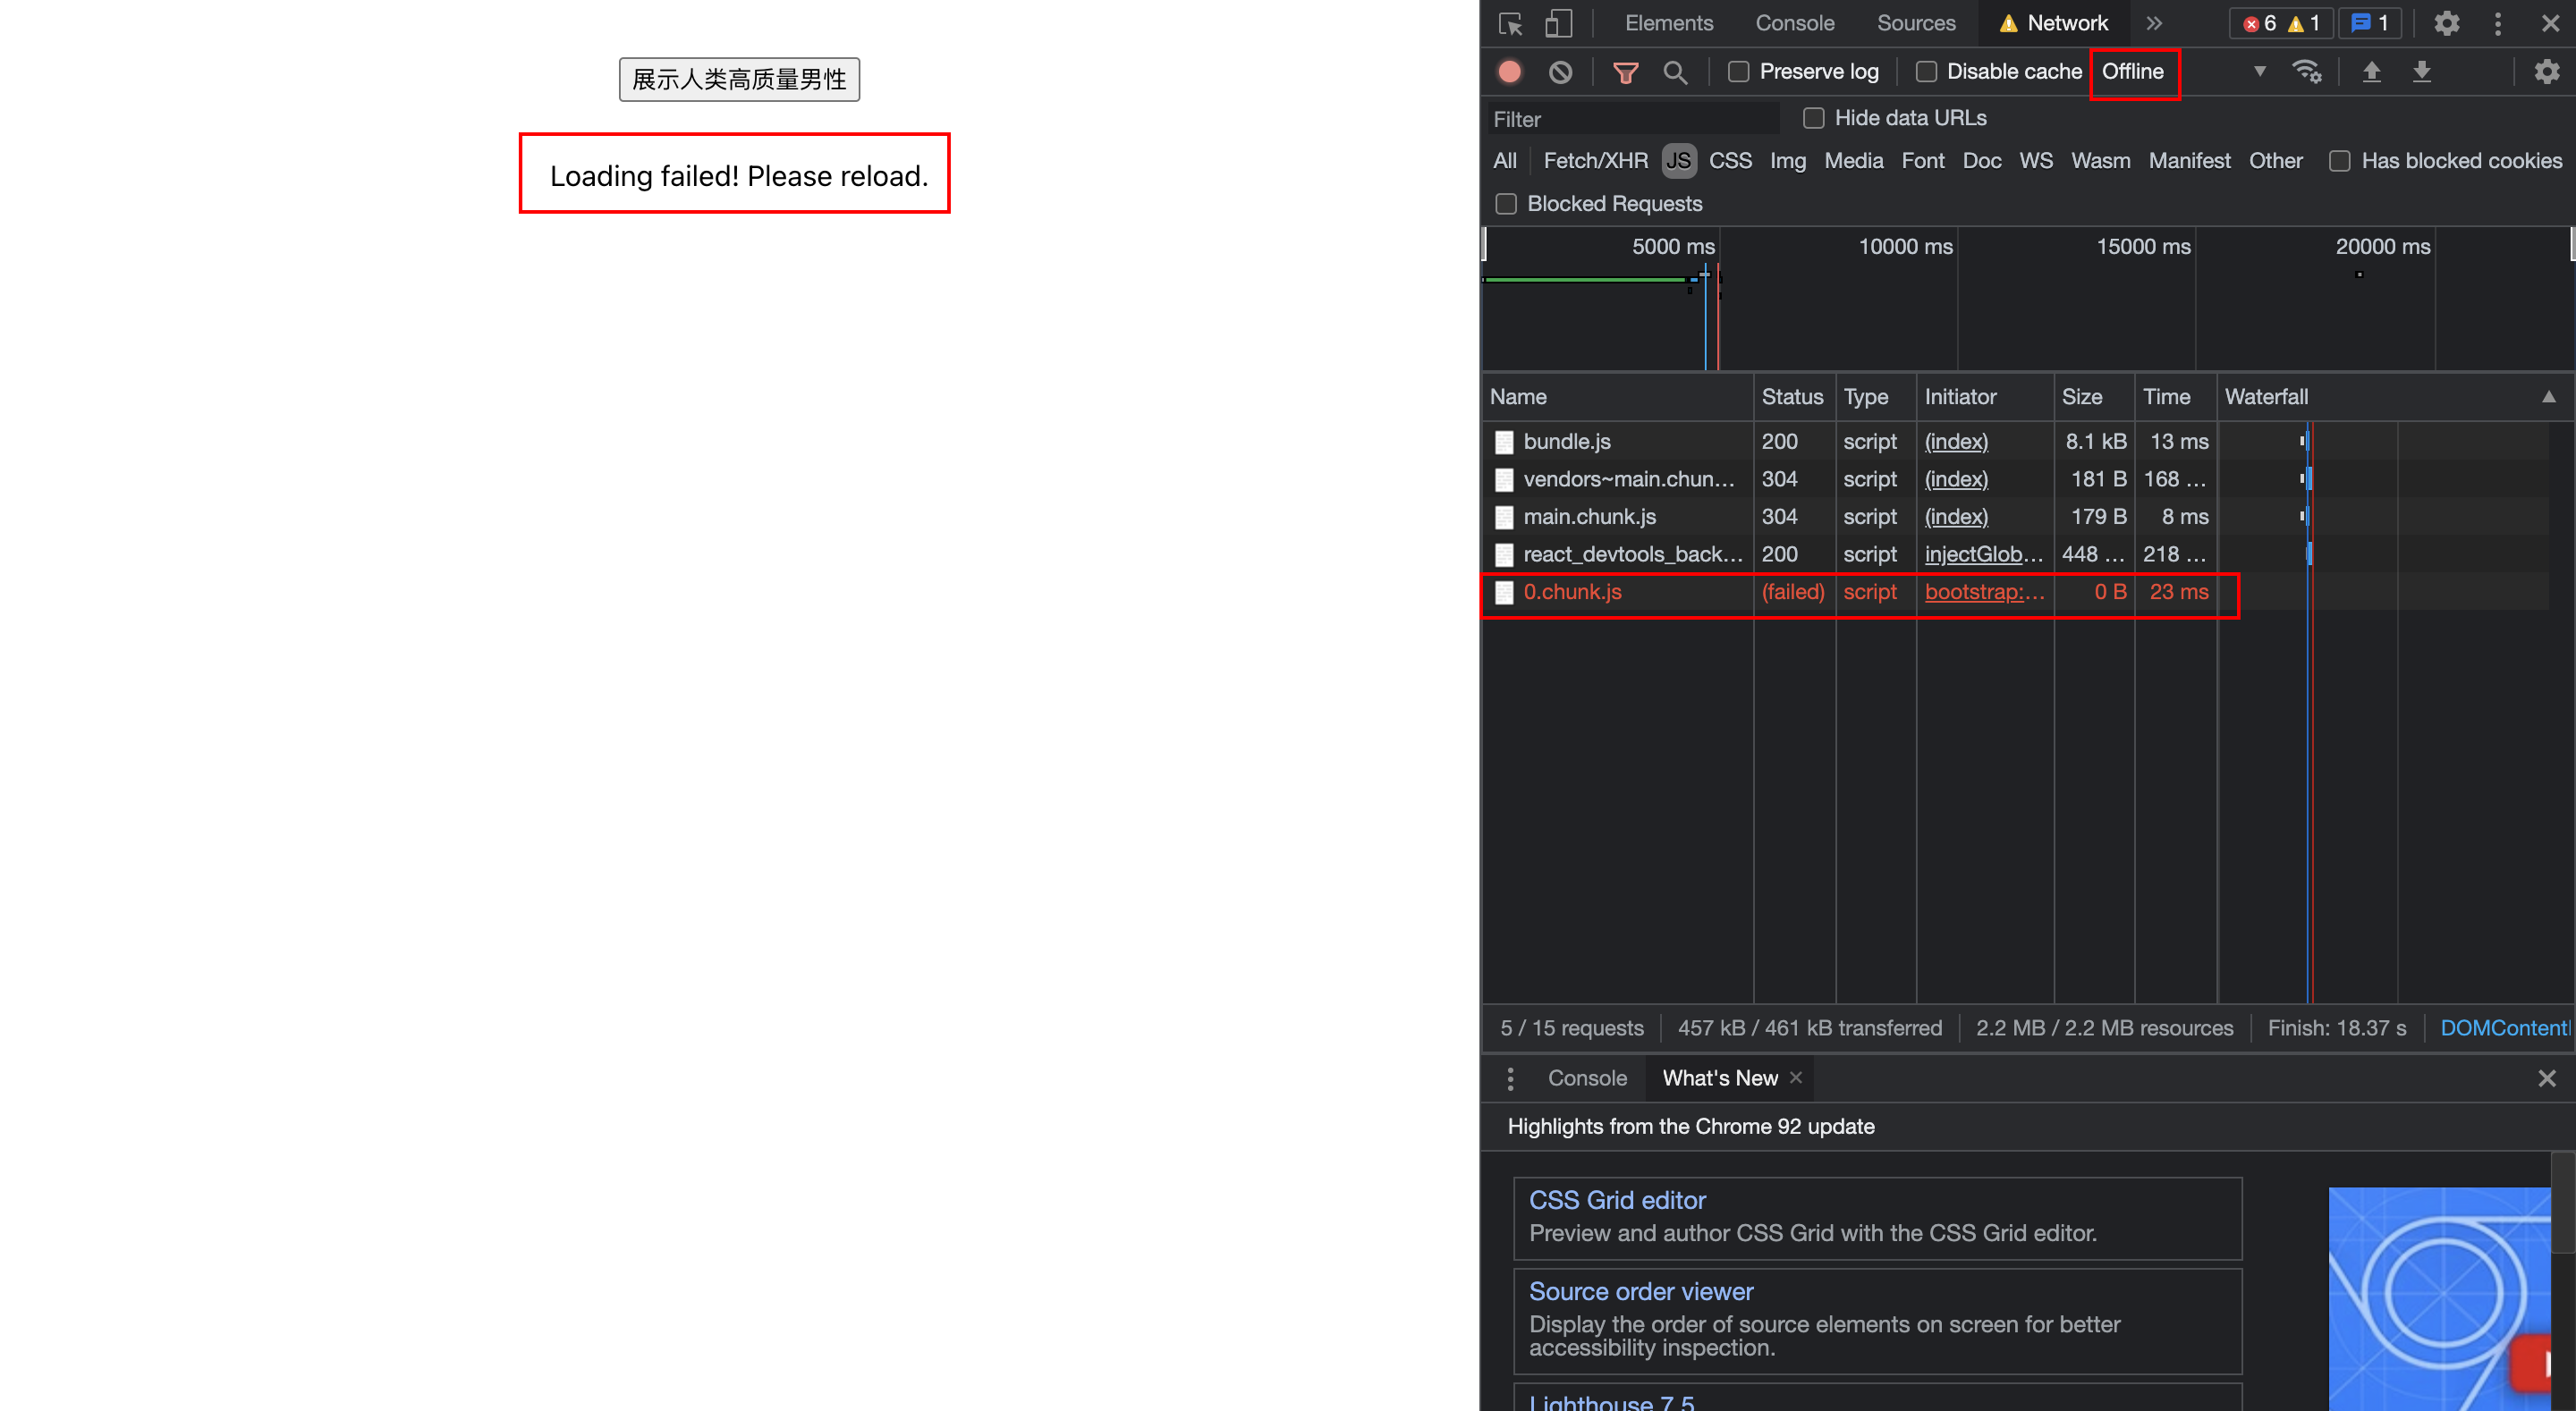 展示人类高质量男性
Loading failed! Please reload.
Elements Console Sources Network 6 1 1
Preserve log Disable cache Offline
Filter Hide data URLs
All Fetch/XHR JS CSS Img Media Font Doc WS Wasm Manifest Other Has blocked cookies
Blocked Requests
5000 ms 10000 ms 15000 ms 20000 ms
Name Status Type Initiator Size Time Waterfall
bundle.js 200 script (index) 8.1 kB 13 ms
vendors~main.chun... 304 script (index) 181 B 168 ...
main.chunk.js 304 script (index) 179 B 8 ms
react_devtools_back... 200 script injectGlob... 448 ... 218 ...
0.chunk.js (failed) script bootstrap:... 0 B 23 ms
5 / 15 requests 457 kB / 461 kB transferred 2.2 MB / 2.2 MB resources Finish: 18.37 s DOMContent
Console What's New
Highlights from the Chrome 92 update
CSS Grid editor
Preview and author CSS Grid with the CSS Grid editor.
Source order viewer
Display the order of source elements on screen for better
accessibility inspection.
Lighthouse 7.5